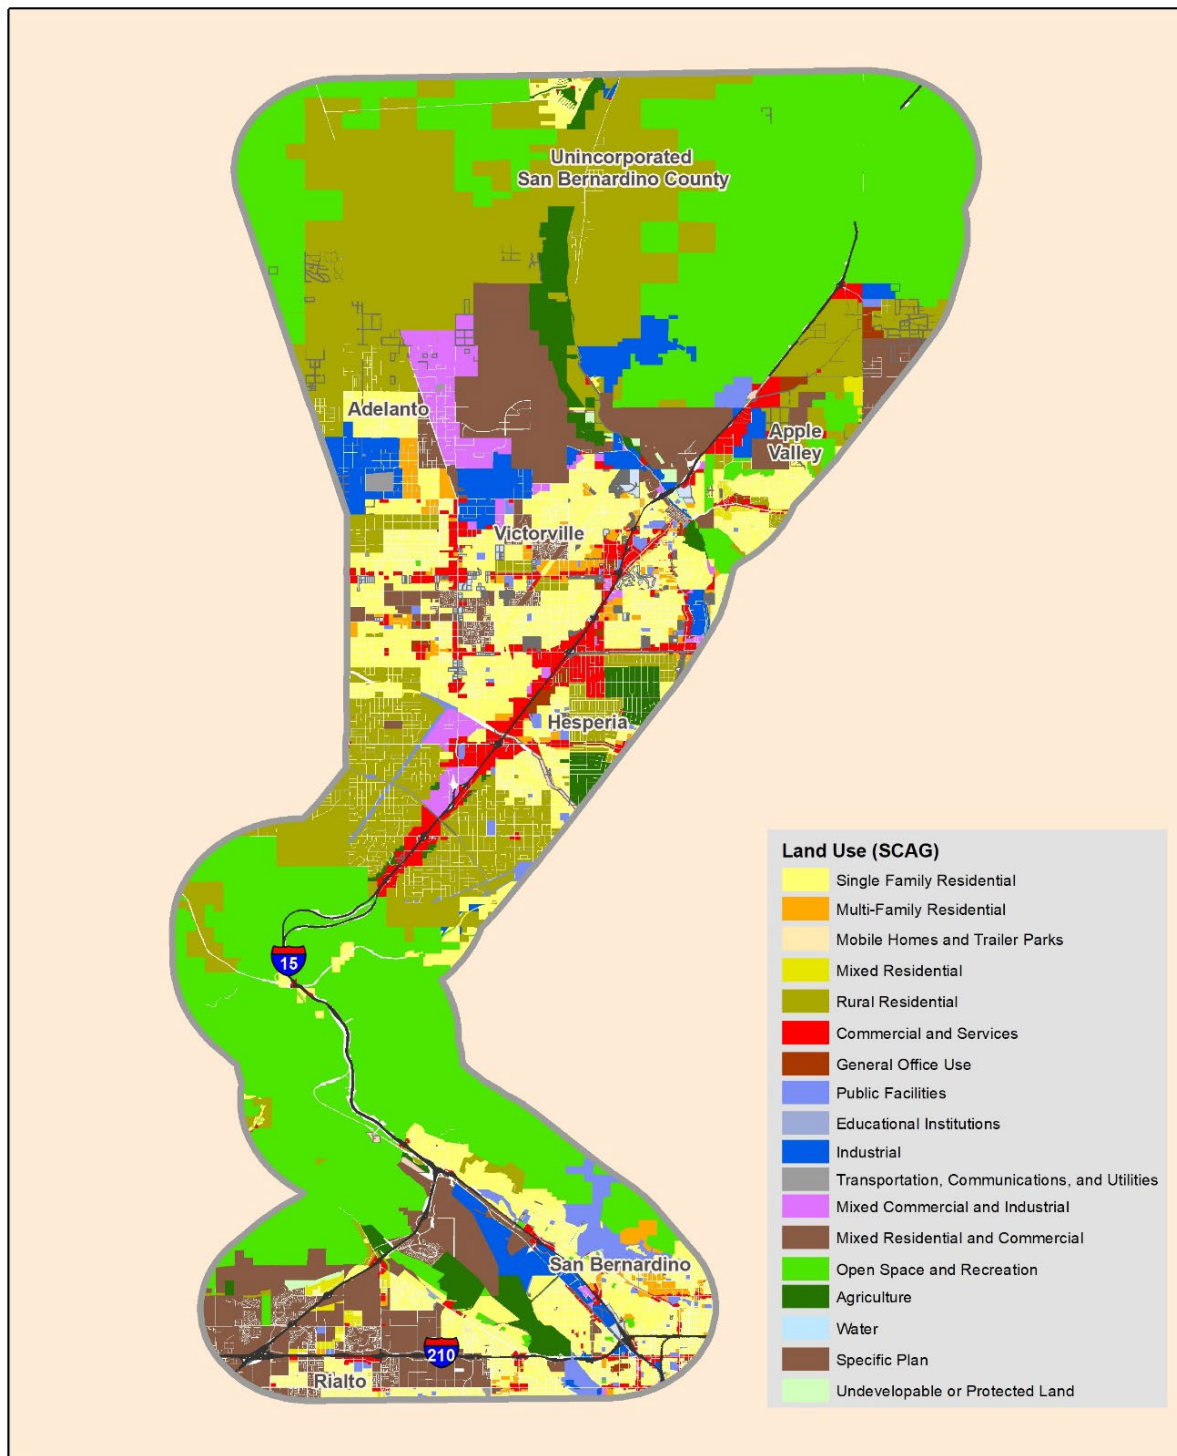 Unincorporated
San Bernardino County
Adelanto
Apple
Valley
Victorville
Hesperia
15
San Bernardino
210
Rialto
Land Use (SCAG)
Single Family Residential
Multi-Family Residential
Mobile Homes and Trailer Parks
Mixed Residential
Rural Residential
Commercial and Services
General Office Use
Public Facilities
Educational Institutions
Industrial
Transportation, Communications, and Utilities
Mixed Commercial and Industrial
Mixed Residential and Commercial
Open Space and Recreation
Agriculture
Water
Specific Plan
Undevelopable or Protected Land